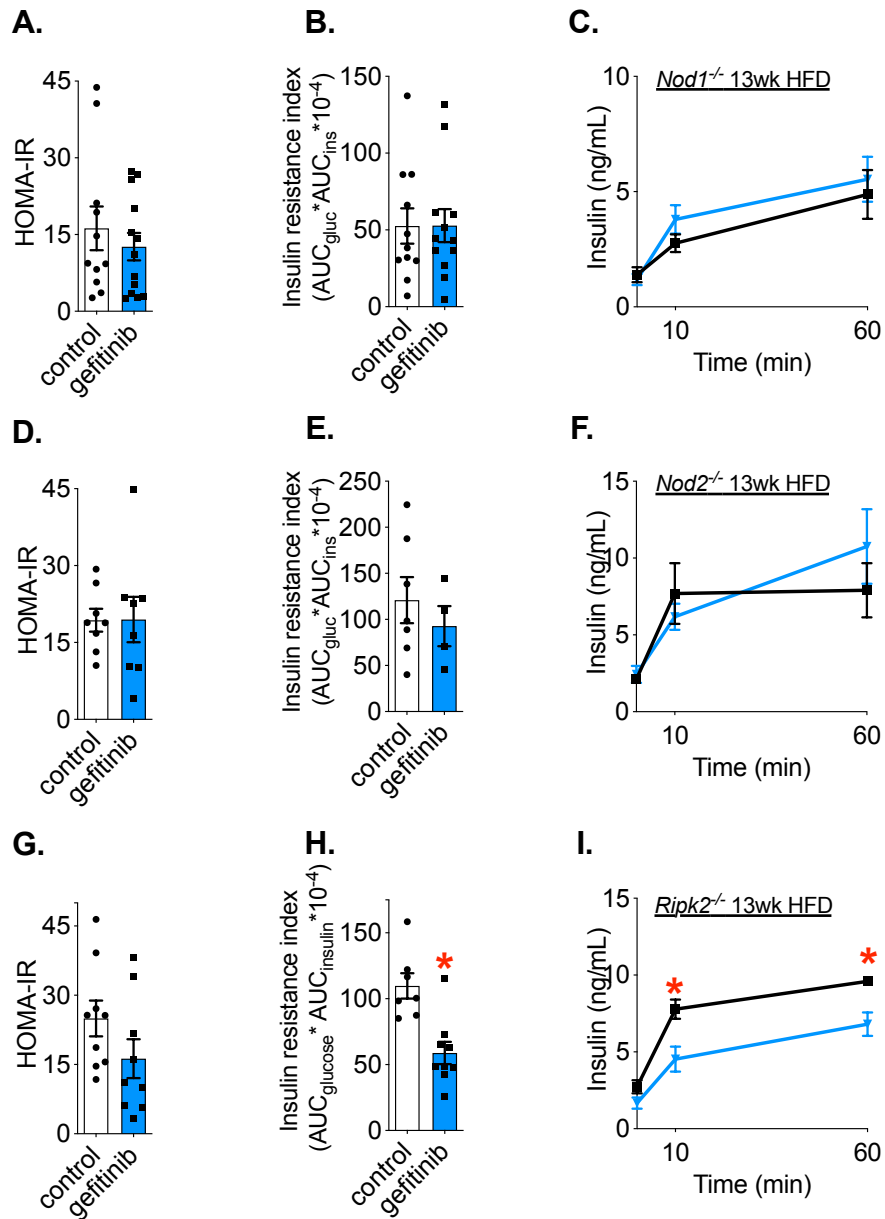 A.
45
30
15
0
HOMA-IR
control
gefitinib
B.
150
100
50
0
Insulin resistance index
(AUCgluc*AUCins*10-4)
control
gefitinib
C.
Nod1-/- 13wk HFD
10
5
0
Insulin (ng/mL)
10
60
Time (min)
D.
45
30
15
0
HOMA-IR
control
gefitinib
E.
250
200
150
100
50
0
Insulin resistance index
(AUCgluc*AUCins*10-4)
control
gefitinib
F.
Nod2-/- 13wk HFD
15
10
5
0
Insulin (ng/mL)
10
60
Time (min)
G.
45
30
15
0
HOMA-IR
control
gefitinib
H.
150
100
50
0
Insulin resistance index
(AUCglucose* AUCinsulin*10-4)
*
control
gefitinib
I.
Ripk2-/- 13wk HFD
15
10
5
0
Insulin (ng/mL)
*
*
10
60
Time (min)